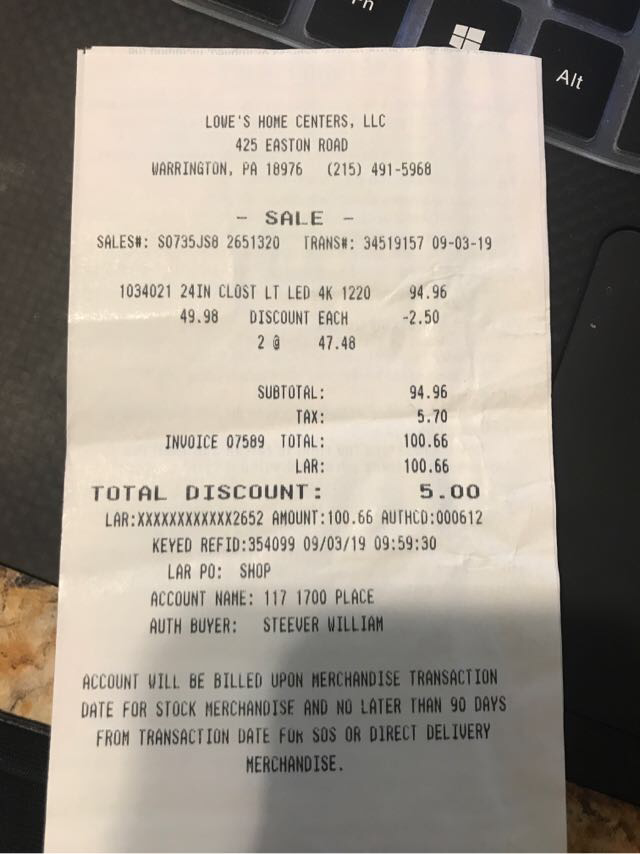 Fn
Alt
LOWE'S HOME CENTERS, LLC
425 EASTON ROAD
WARRINGTON, PA 18976 (215) 491-5968
- SALE -
SALES#: S0735JS8 2651320 TRANS#: 34519157 09-03-19
1034021 24IN CLOST LT LED 4K 1220 94.96
49.98 DISCOUNT EACH -2.50
2 @ 47.48
SUBTOTAL: 94.96
TAX: 5.70
INVOICE 07589 TOTAL: 100.66
LAR: 100.66
TOTAL DISCOUNT: 5.00
LAR:XXXXXXXXXXXX2652 AMOUNT:100.66 AUTHCD:000612
KEYED REFID:354099 09/03/19 09:59:30
LAR PO: SHOP
ACCOUNT NAME: 117 1700 PLACE
AUTH BUYER: STEEVER WILLIAM
ACCOUNT WILL BE BILLED UPON MERCHANDISE TRANSACTION
DATE FOR STOCK MERCHANDISE AND NO LATER THAN 90 DAYS
FROM TRANSACTION DATE FOR SOS OR DIRECT DELIVERY
MERCHANDISE.